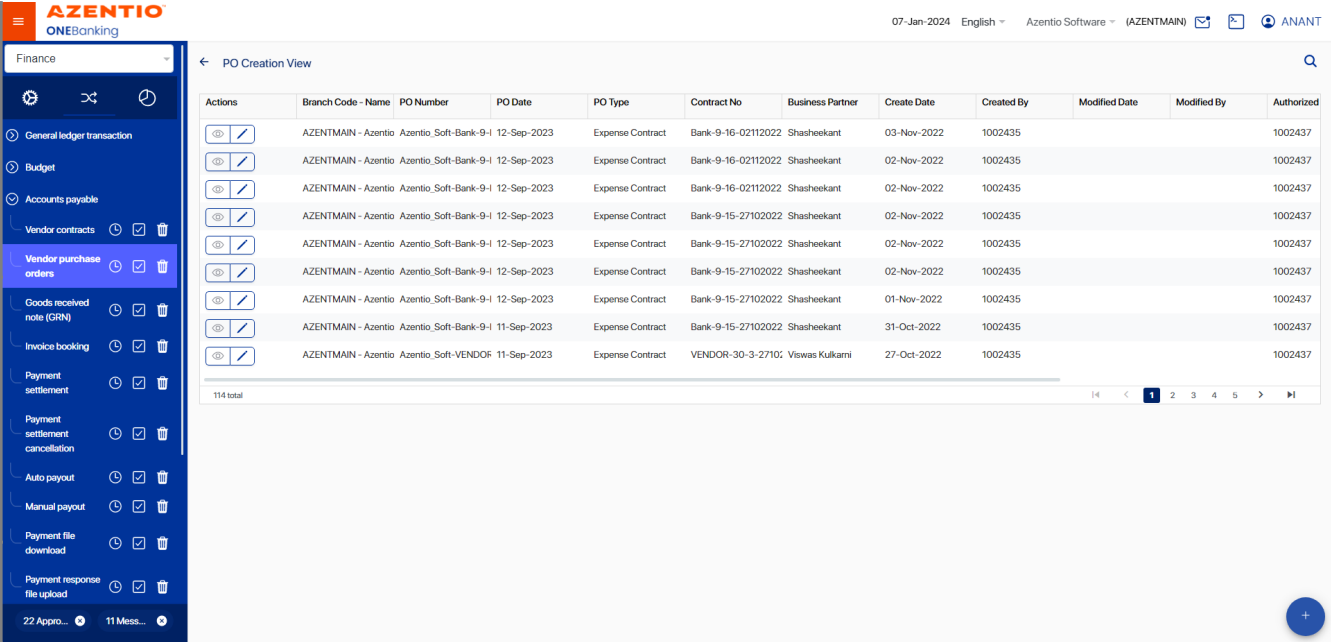 AZENTIO
ONEBanking
07-Jan-2024 English Azentio Software (AZENTMAIN) ANANT
Finance
PO Creation View
General ledger transaction
Budget
Accounts payable
Vendor contracts
Vendor purchase
orders
Goods received
note (GRN)
Invoice booking
Payment
settlement
Payment
settlement
cancellation
Auto payout
Manual payout
Payment file
download
Payment response
file upload
22 Appro... 11 Mess...
Actions Branch Code - Name PO Number PO Date PO Type Contract No Business Partner Create Date Created By Modified Date Modified By Authorized
AZENTMAIN - Azentio Azentio_Soft-Bank-9- 12-Sep-2023 Expense Contract Bank-9-16-02112022 Shasheekant 03-Nov-2022 1002435 1002437
AZENTMAIN - Azentio Azentio_Soft-Bank-9- 12-Sep-2023 Expense Contract Bank-9-16-02112022 Shasheekant 02-Nov-2022 1002435 1002437
AZENTMAIN - Azentio Azentio_Soft-Bank-9- 12-Sep-2023 Expense Contract Bank-9-16-02112022 Shasheekant 02-Nov-2022 1002435 1002437
AZENTMAIN - Azentio Azentio_Soft-Bank-9- 12-Sep-2023 Expense Contract Bank-9-15-27102022 Shasheekant 02-Nov-2022 1002435 1002437
AZENTMAIN - Azentio Azentio_Soft-Bank-9- 12-Sep-2023 Expense Contract Bank-9-15-27102022 Shasheekant 02-Nov-2022 1002435 1002437
AZENTMAIN - Azentio Azentio_Soft-Bank-9- 12-Sep-2023 Expense Contract Bank-9-15-27102022 Shasheekant 02-Nov-2022 1002435 1002437
AZENTMAIN - Azentio Azentio_Soft-Bank-9- 12-Sep-2023 Expense Contract Bank-9-15-27102022 Shasheekant 01-Nov-2022 1002435 1002437
AZENTMAIN - Azentio Azentio_Soft-Bank-9- 11-Sep-2023 Expense Contract Bank-9-15-27102022 Shasheekant 31-Oct-2022 1002435 1002437
AZENTMAIN - Azentio Azentio_Soft-VENDOR 11-Sep-2023 Expense Contract VENDOR-30-3-2710 Viswas Kulkarni 27-Oct-2022 1002435 1002437
114 total 1 2 3 4 5